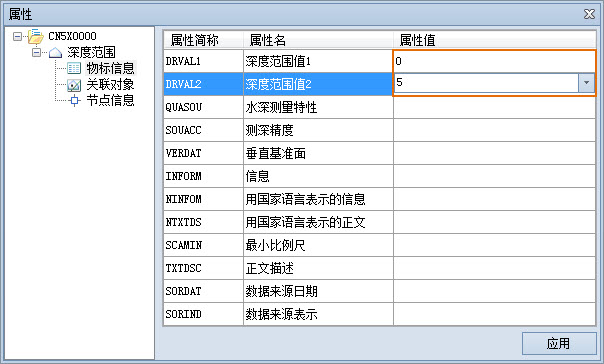 属性
CN5X0000
深度范围
物标信息
关联对象
节点信息
属性简称 属性名 属性值
DRVAL1 深度范围值1 0
DRVAL2 深度范围值2 5
QUASOU 水深测量特性
SOUACC 测深精度
VERDAT 垂直基准面
INFORM 信息
NINFOM 用国家语言表示的信息
NTXTDS 用国家语言表示的正文
SCAMIN 最小比例尺
TXTDSC 正文描述
SORDAT 数据来源日期
SORIND 数据来源表示
应用